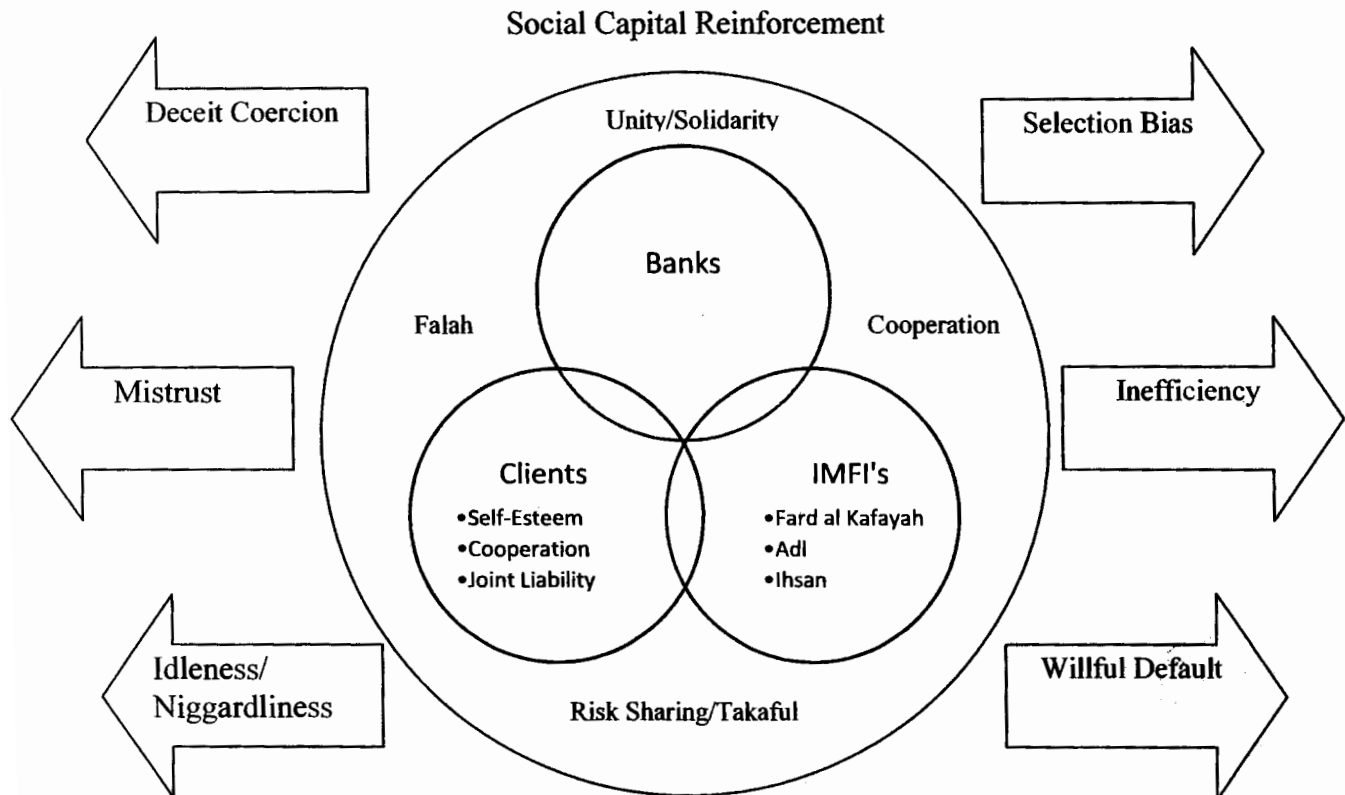 Social Capital Reinforcement
Deceit Coercion
Unity/Solidarity
Selection Bias
Banks
Falah
Cooperation
Mistrust
Inefficiency
Clients
•Self-Esteem
•Cooperation
•Joint Liability
IMFI's
•Fard al Kafayah
•Adl
•Ihsan
Idleness/
Niggardliness
Risk Sharing/Takaful
Willful Default